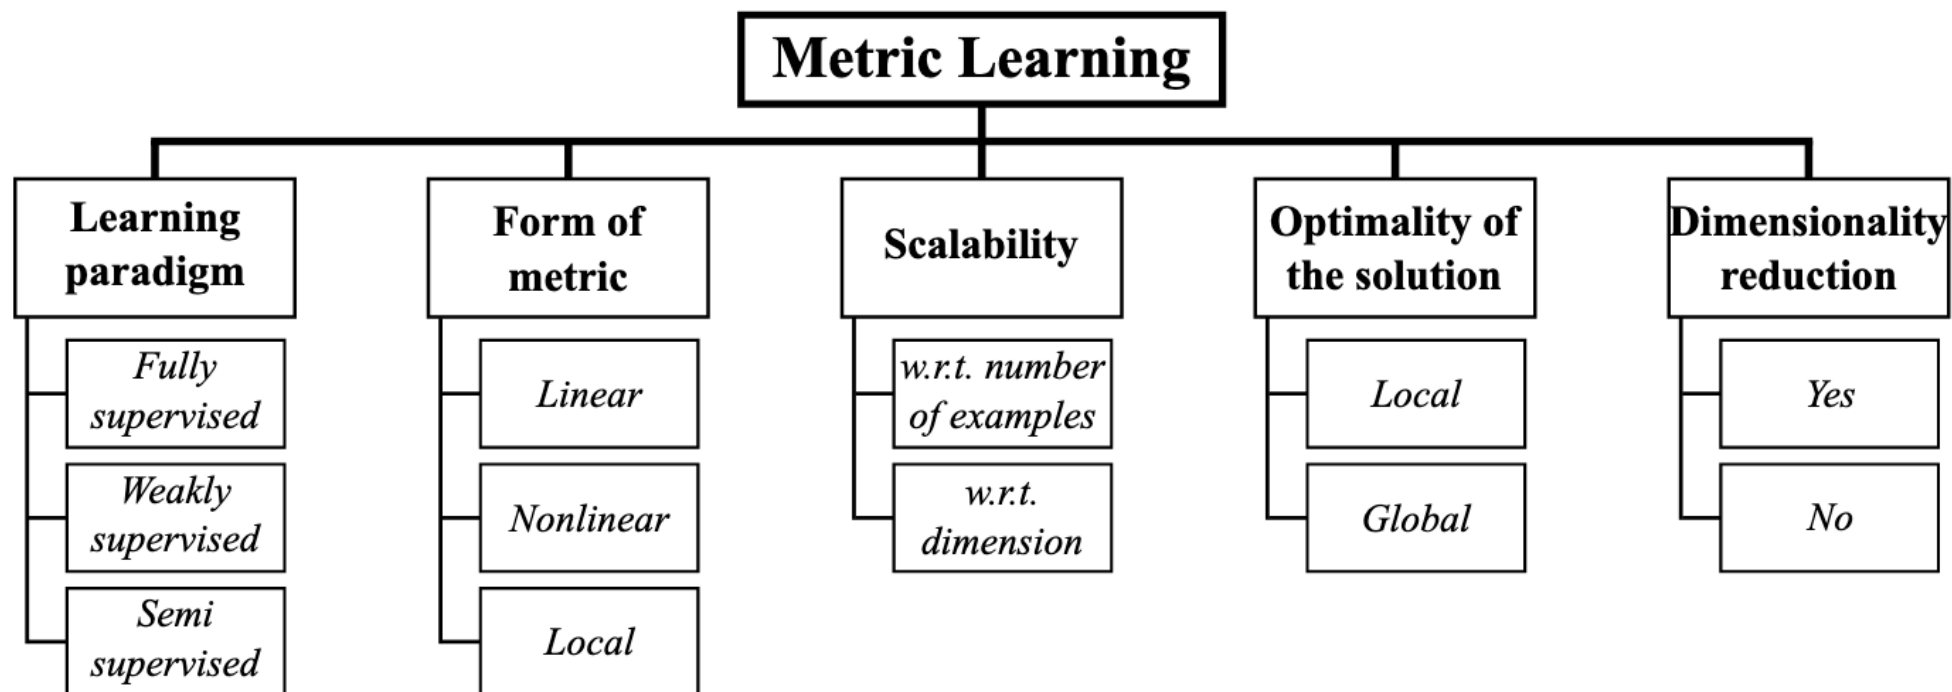 Metric Learning
Learning
paradigm
Fully
supervised
Weakly
supervised
Semi
supervised
Form of
metric
Linear
Nonlinear
Local
Scalability
w.r.t. number
of examples
w.r.t.
dimension
Optimality of
the solution
Local
Global
Dimensionality
reduction
Yes
No